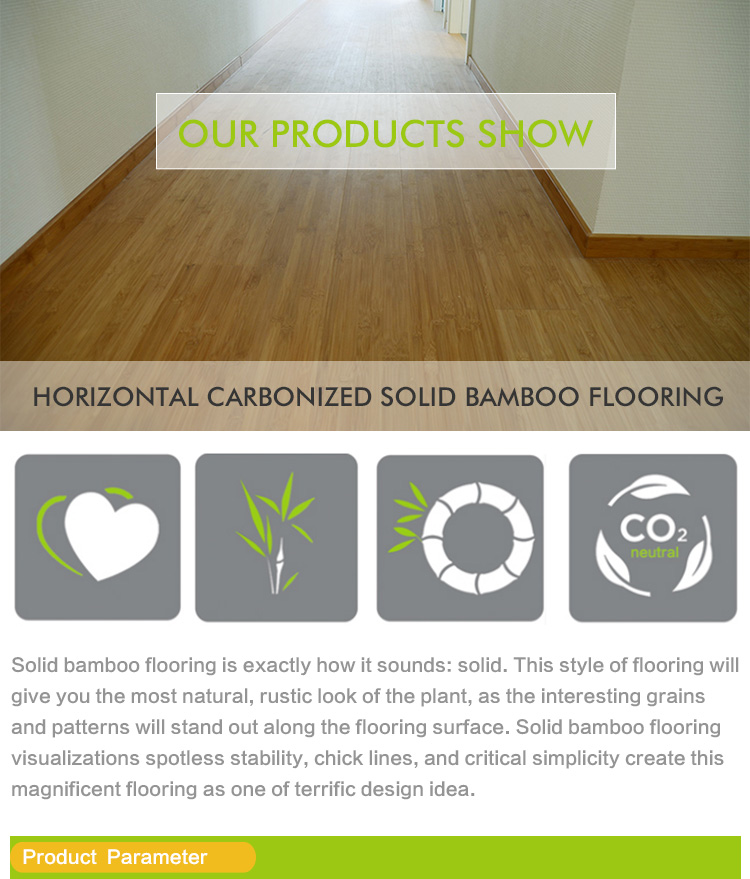 OUR PRODUCTS SHOW
HORIZONTAL CARBONIZED SOLID BAMBOO FLOORING
CO2
neutral
Solid bamboo flooring is exactly how it sounds: solid. This style of flooring will
give you the most natural, rustic look of the plant, as the interesting grains
and patterns will stand out along the flooring surface. Solid bamboo flooring
visualizations spotless stability, chick lines, and critical simplicity create this
magnificent flooring as one of terrific design idea.
Product Parameter